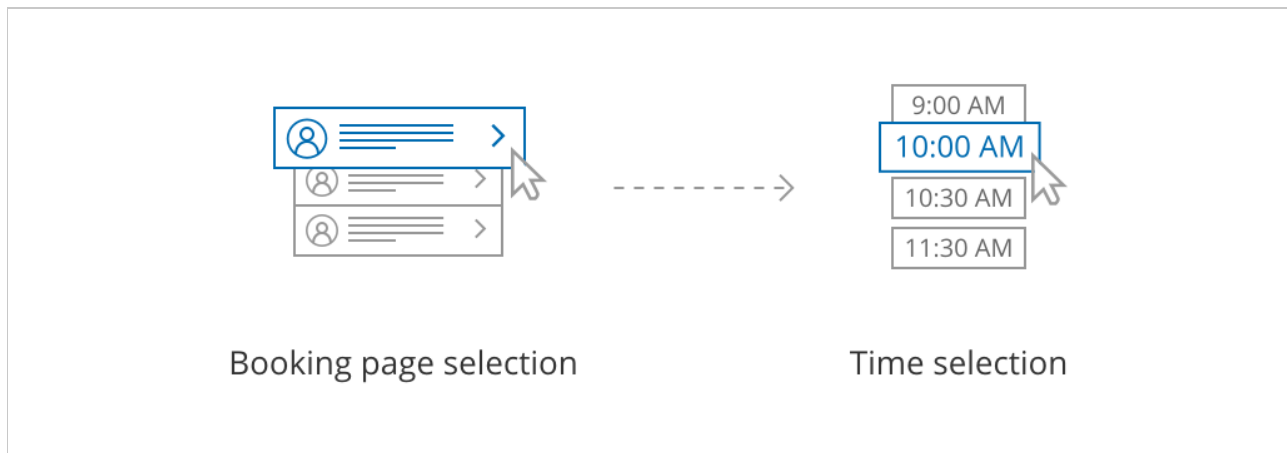 9:00 AM
10:00 AM
10:30 AM
11:30 AM
Booking page selection
Time selection